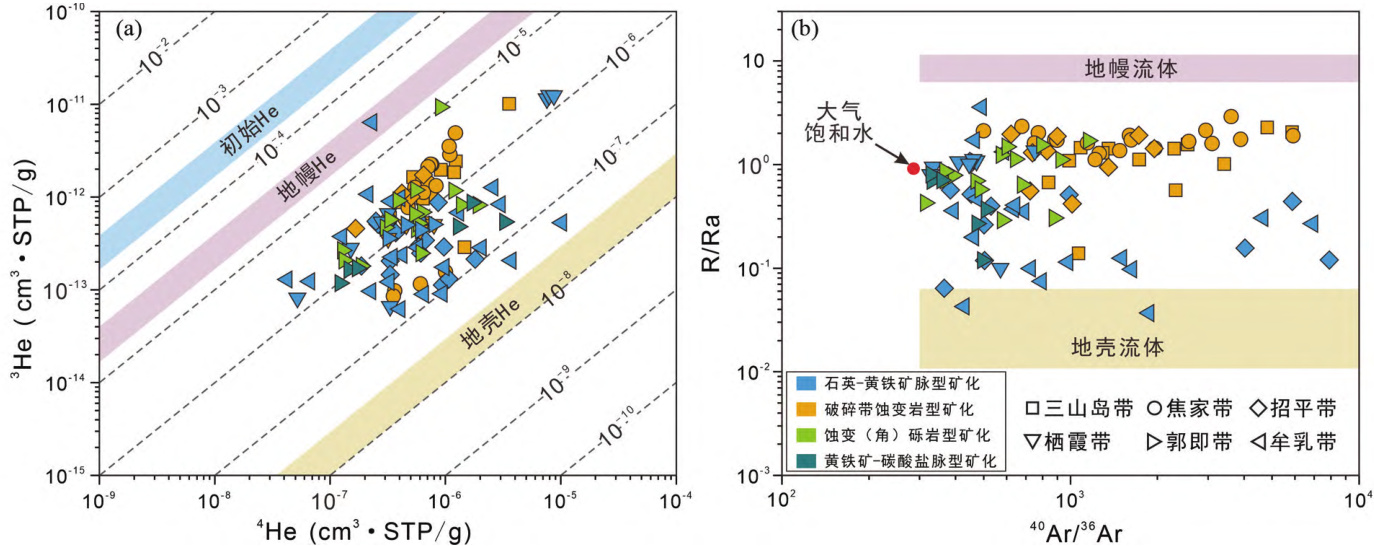 (a)
³He (cm³·STP/g)
10⁻¹⁰
10⁻¹¹
10⁻¹²
10⁻¹³
10⁻¹⁴
10⁻¹⁵
10⁻²
10⁻³
10⁻⁴
10⁻⁵
10⁻⁶
10⁻⁷
10⁻⁸
10⁻⁹
10⁻¹⁰
初始He
地幔He
地壳He
10⁻⁹
10⁻⁸
10⁻⁷
10⁻⁶
10⁻⁵
10⁻⁴
⁴He (cm³·STP/g)
(b)
R/Ra
10²
10
10⁰
10⁻¹
10⁻²
10⁻³
地幔流体
大气
饱和水
地壳流体
石英-黄铁矿脉型矿化
破碎带蚀变岩型矿化
蚀变（角）砾岩型矿化
黄铁矿-碳酸盐脉型矿化
三山岛带 焦家带 招平带
栖霞带 郭即带 牟乳带
10²
10³
10⁴
⁴⁰Ar/³⁶Ar